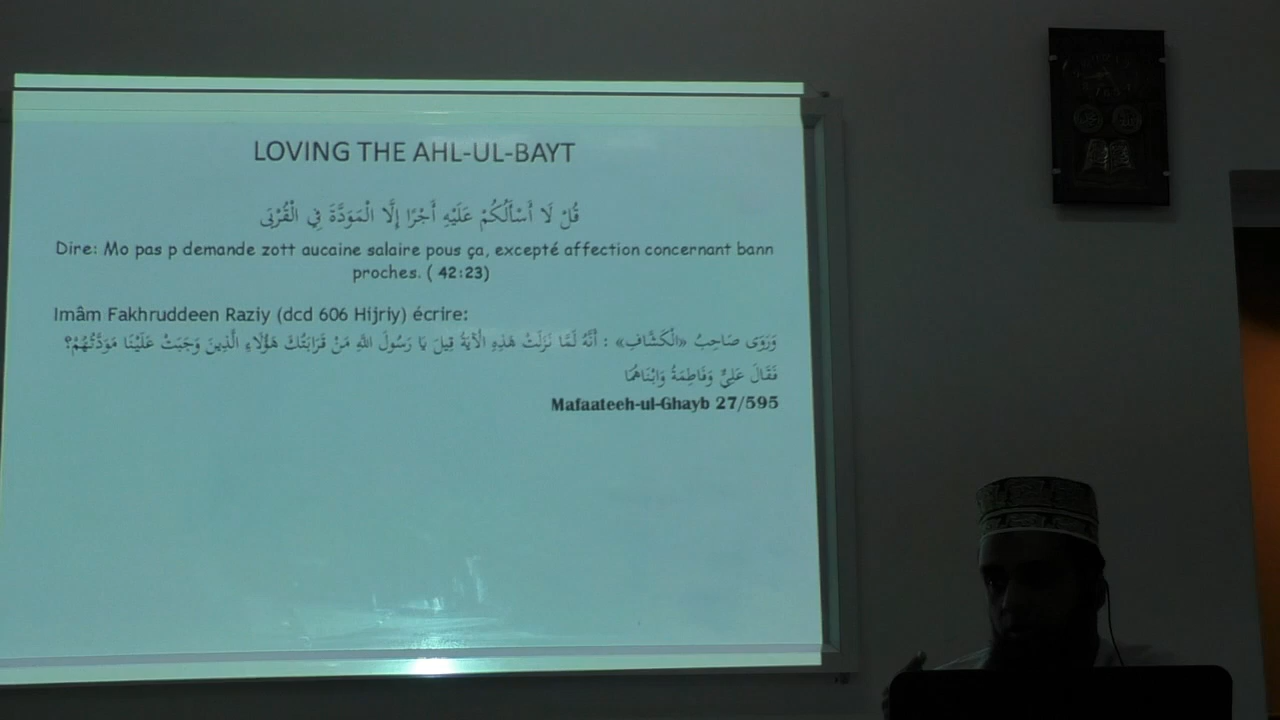 LOVING THE AHL-UL-BAYT
قُلْ لَا أَسْأَلُكُمْ عَلَيْهِ أَجْرًا إِلَّا الْمَوَدَّةَ فِي الْقُرْبَى
Dire: Mo pas p demande zott aucaine salaire pous ça, excepté affection concernant bann
proches. ( 42:23)
Imâm Fakhruddeen Raziy (dcd 606 Hijriy) écrire:
وَرَوَى صَاحِبُ «الْكَشَّافِ» : أَنَّهُ لَمَّا نَزَلَتْ هَذِهِ الْآيَةُ قِيلَ يَا رَسُولَ اللَّهِ مَنْ قَرَابَتُكَ هَؤُلَاءِ الَّذِينَ وَجَبَتْ عَلَيْنَا مَوَدَّتُهُمْ؟
فَقَالَ عَلِيٌّ وَفَاطِمَةُ وَابْنَاهُمَا
Mafaateeh-ul-Ghayb 27/595